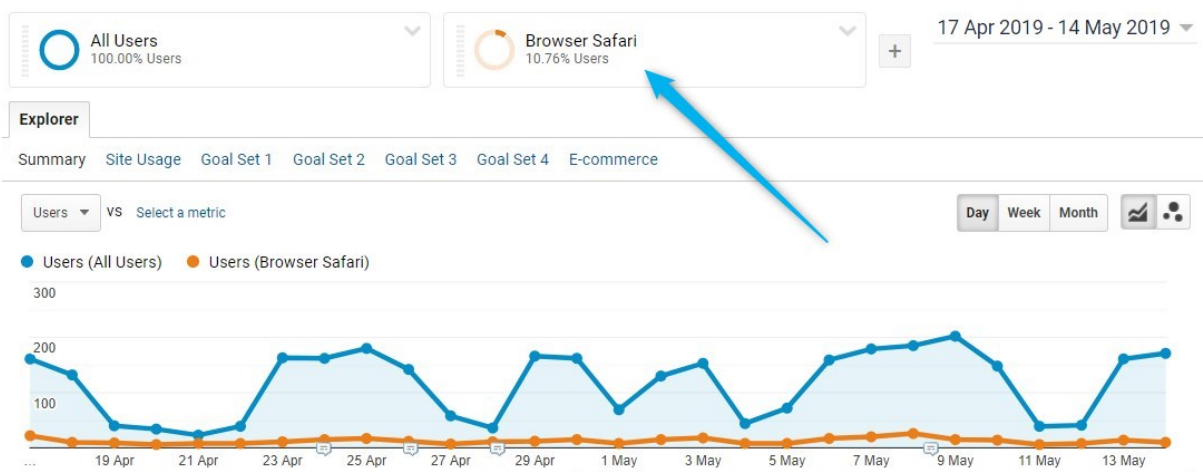 All Users
100.00% Users
Browser Safari
10.76% Users
+
17 Apr 2019 - 14 May 2019
Explorer
Summary Site Usage Goal Set 1 Goal Set 2 Goal Set 3 Goal Set 4 E-commerce
Users VS Select a metric
Day Week Month
Users (All Users) Users (Browser Safari)
300
200
100
... 19 Apr 21 Apr 23 Apr 25 Apr 27 Apr 29 Apr 1 May 3 May 5 May 7 May 9 May 11 May 13 May